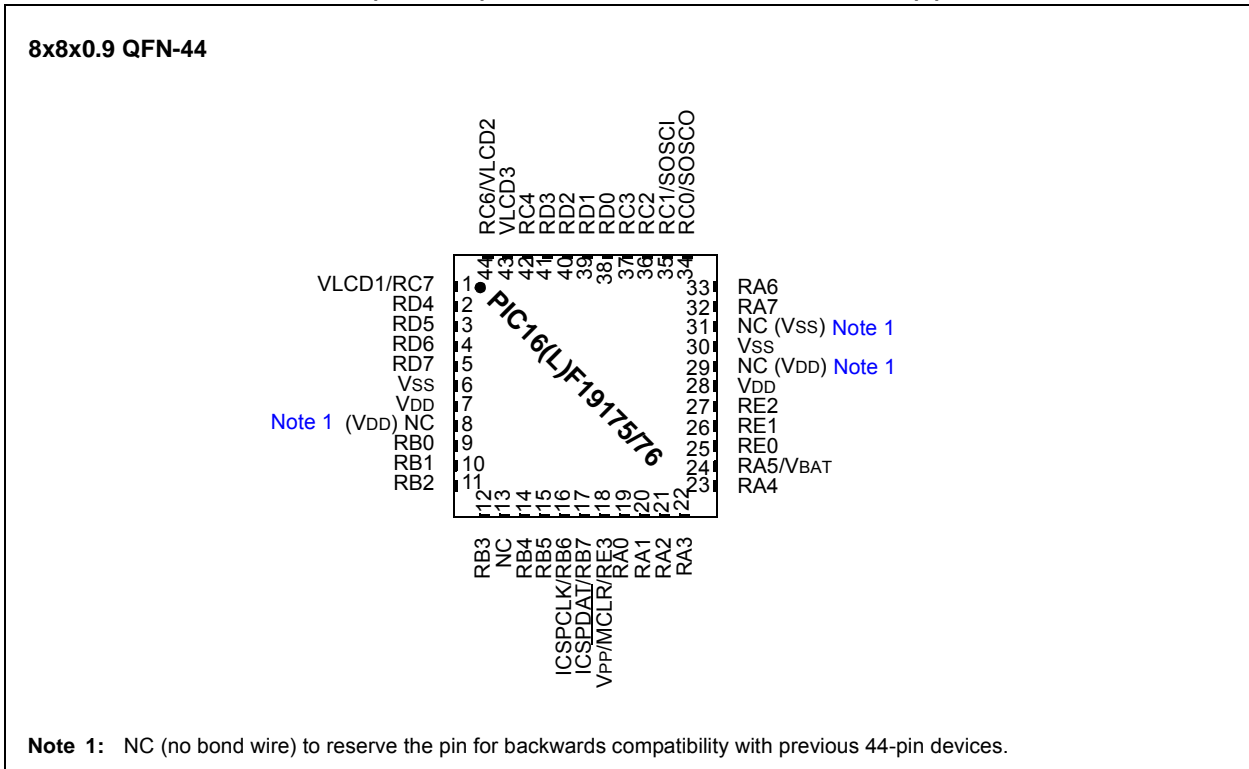 8x8x0.9 QFN-44
RC6/VLCD2
VLCD3
RC4
RD3
RD2
RD1
RD0
RC3
RC2
RC1/SOSCI
RC0/SOSCO
44
43
42
41
40
39
38
37
36
35
34
VLCD1/RC7 1
RD4 2
RD5 3
RD6 4
RD7 5
VSS 6
VDD 7
Note 1 (VDD) NC 8
RB0 9
RB1 10
RB2 11
PIC16(L)F19175/76
33 RA6
32 RA7
31 NC (VSS) Note 1
30 VSS
29 NC (VDD) Note 1
28 VDD
27 RE2
26 RE1
25 RE0
24 RA5/VBAT
23 RA4
12
13
14
15
16
17
18
19
20
21
22
RB3
NC
RB4
RB5
ICSPCLK/RB6
ICSPDAT/RB7
VPP/MCLR/RE3
RA0
RA1
RA2
RA3
Note 1: NC (no bond wire) to reserve the pin for backwards compatibility with previous 44-pin devices.